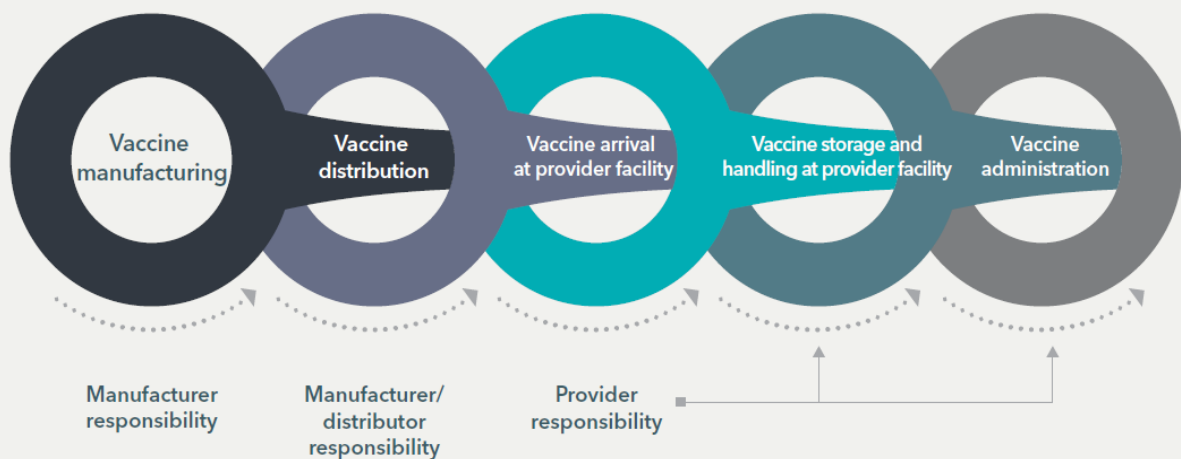 Vaccine
manufacturing
Vaccine
distribution
Vaccine arrival
at provider facility
Vaccine storage and
handling at provider facility
Vaccine
administration
Manufacturer
responsibility
Manufacturer/
distributor
responsibility
Provider
responsibility